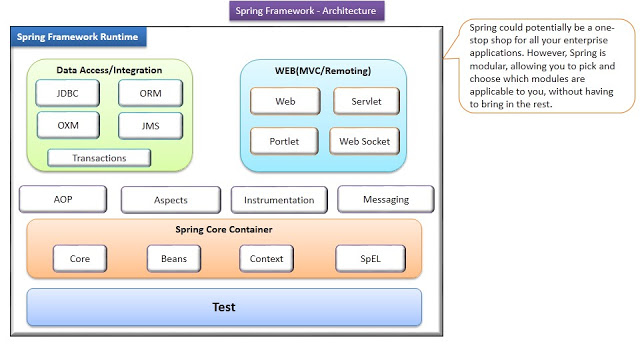 Spring Framework - Architecture
Spring Framework Runtime
Data Access/Integration
JDBC
ORM
OXM
JMS
Transactions
WEB(MVC/Remoting)
Web
Servlet
Portlet
Web Socket
Spring could potentially be a one-
stop shop for all your enterprise
applications. However, Spring is
modular, allowing you to pick and
choose which modules are
applicable to you, without having
to bring in the rest.
AOP
Aspects
Instrumentation
Messaging
Spring Core Container
Core
Beans
Context
SpEL
Test